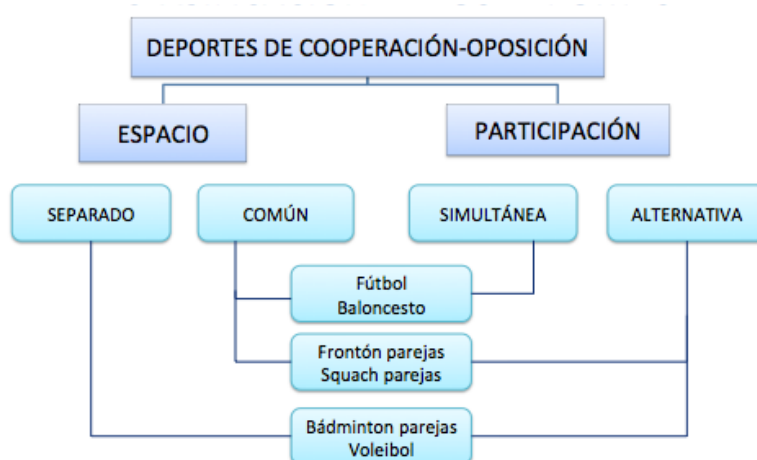 DEPORTES DE COOPERACIÓN-OPOSICIÓN
ESPACIO
PARTICIPACIÓN
SEPARADO
COMÚN
SIMULTÁNEA
ALTERNATIVA
Fútbol
Baloncesto
Frontón parejas
Squach parejas
Bádminton parejas
Voleibol